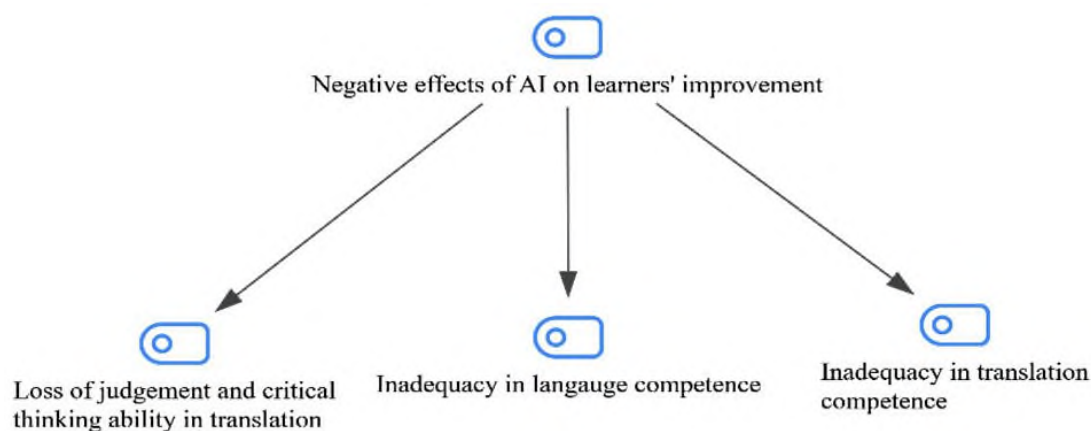 Negative effects of AI on learners' improvement
Loss of judgement and critical
thinking ability in translation
Inadequacy in langauge competence
Inadequacy in translation
competence